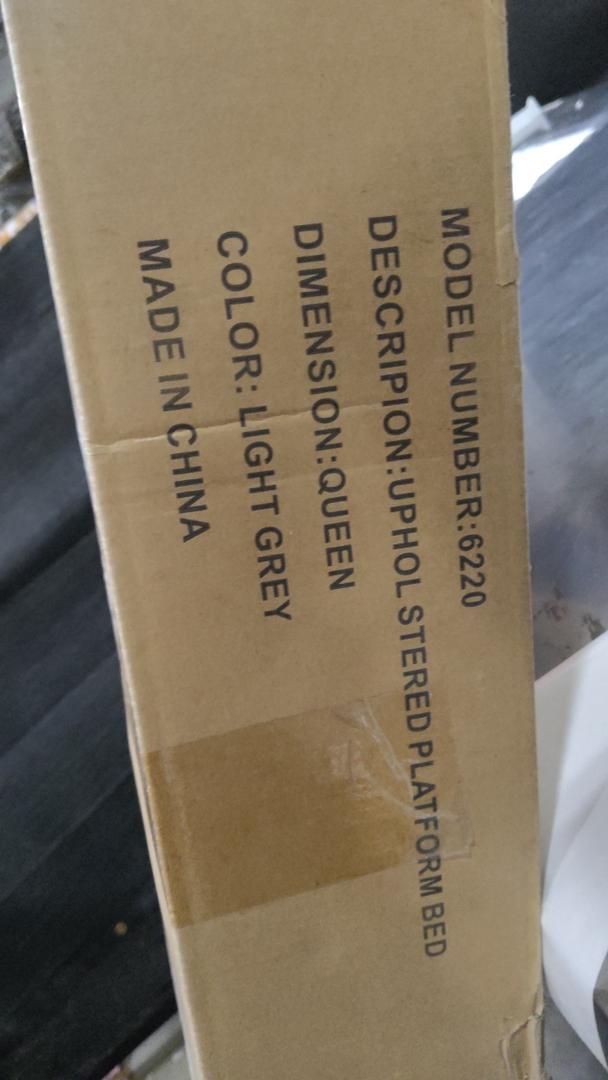 MODEL NUMBER:6220
DESCRIPION:UPHOL STERED PLATFORM BED
DIMENSION:QUEEN
COLOR: LIGHT GREY
MADE IN CHINA